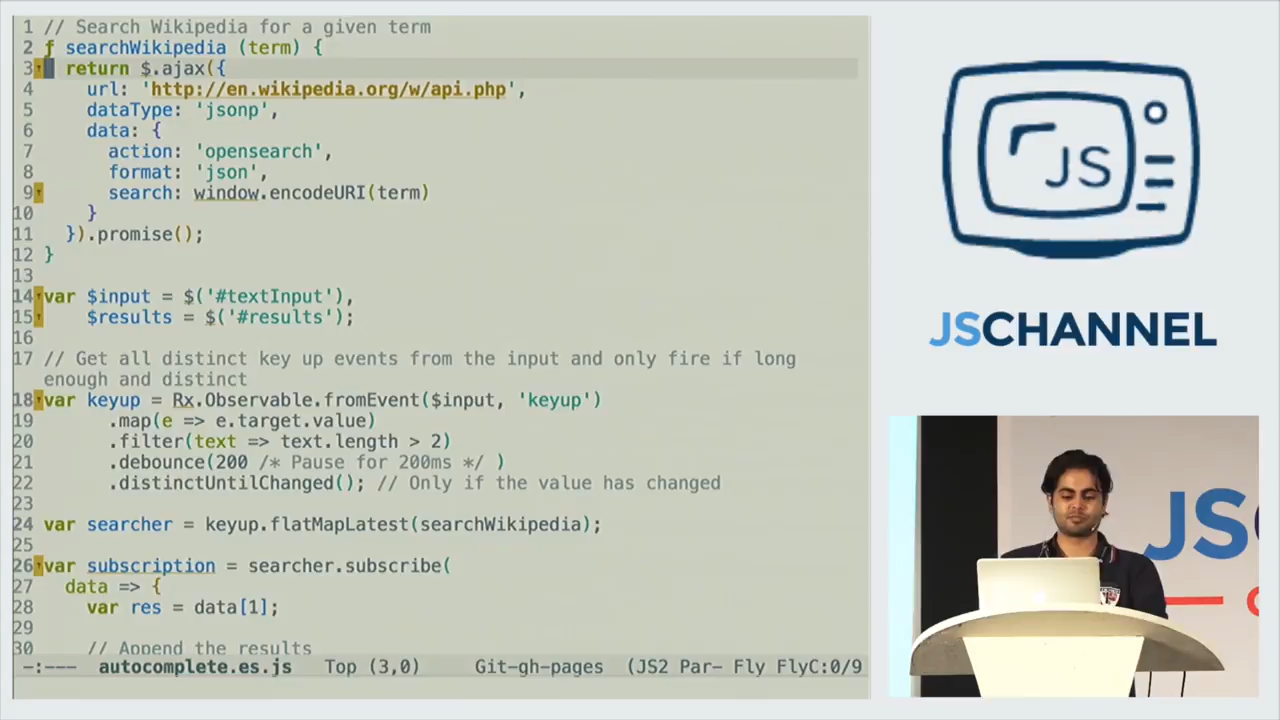 1 // Search Wikipedia for a given term
2 ƒ searchWikipedia (term) {
3 return $.ajax({
4 url: 'http://en.wikipedia.org/w/api.php',
5 dataType: 'jsonp',
6 data: {
7 action: 'opensearch',
8 format: 'json',
9 search: window.encodeURI(term)
10 }
11 }).promise();
12 }
13
14 var $input = $('#textInput'),
15 $results = $('#results');
16
17 // Get all distinct key up events from the input and only fire if long
enough and distinct
18 var keyup = Rx.Observable.fromEvent($input, 'keyup')
19 .map(e => e.target.value)
20 .filter(text => text.length > 2)
21 .debounce(200 /* Pause for 200ms */ )
22 .distinctUntilChanged(); // Only if the value has changed
23
24 var searcher = keyup.flatMapLatest(searchWikipedia);
25
26 var subscription = searcher.subscribe(
27 data => {
28 var res = data[1];
29
30 // Append the results
-:--- autocomplete.es.js Top (3,0) Git-gh-pages (JS2 Par- Fly FlyC:0/9
JS
JSCHANNEL
JS